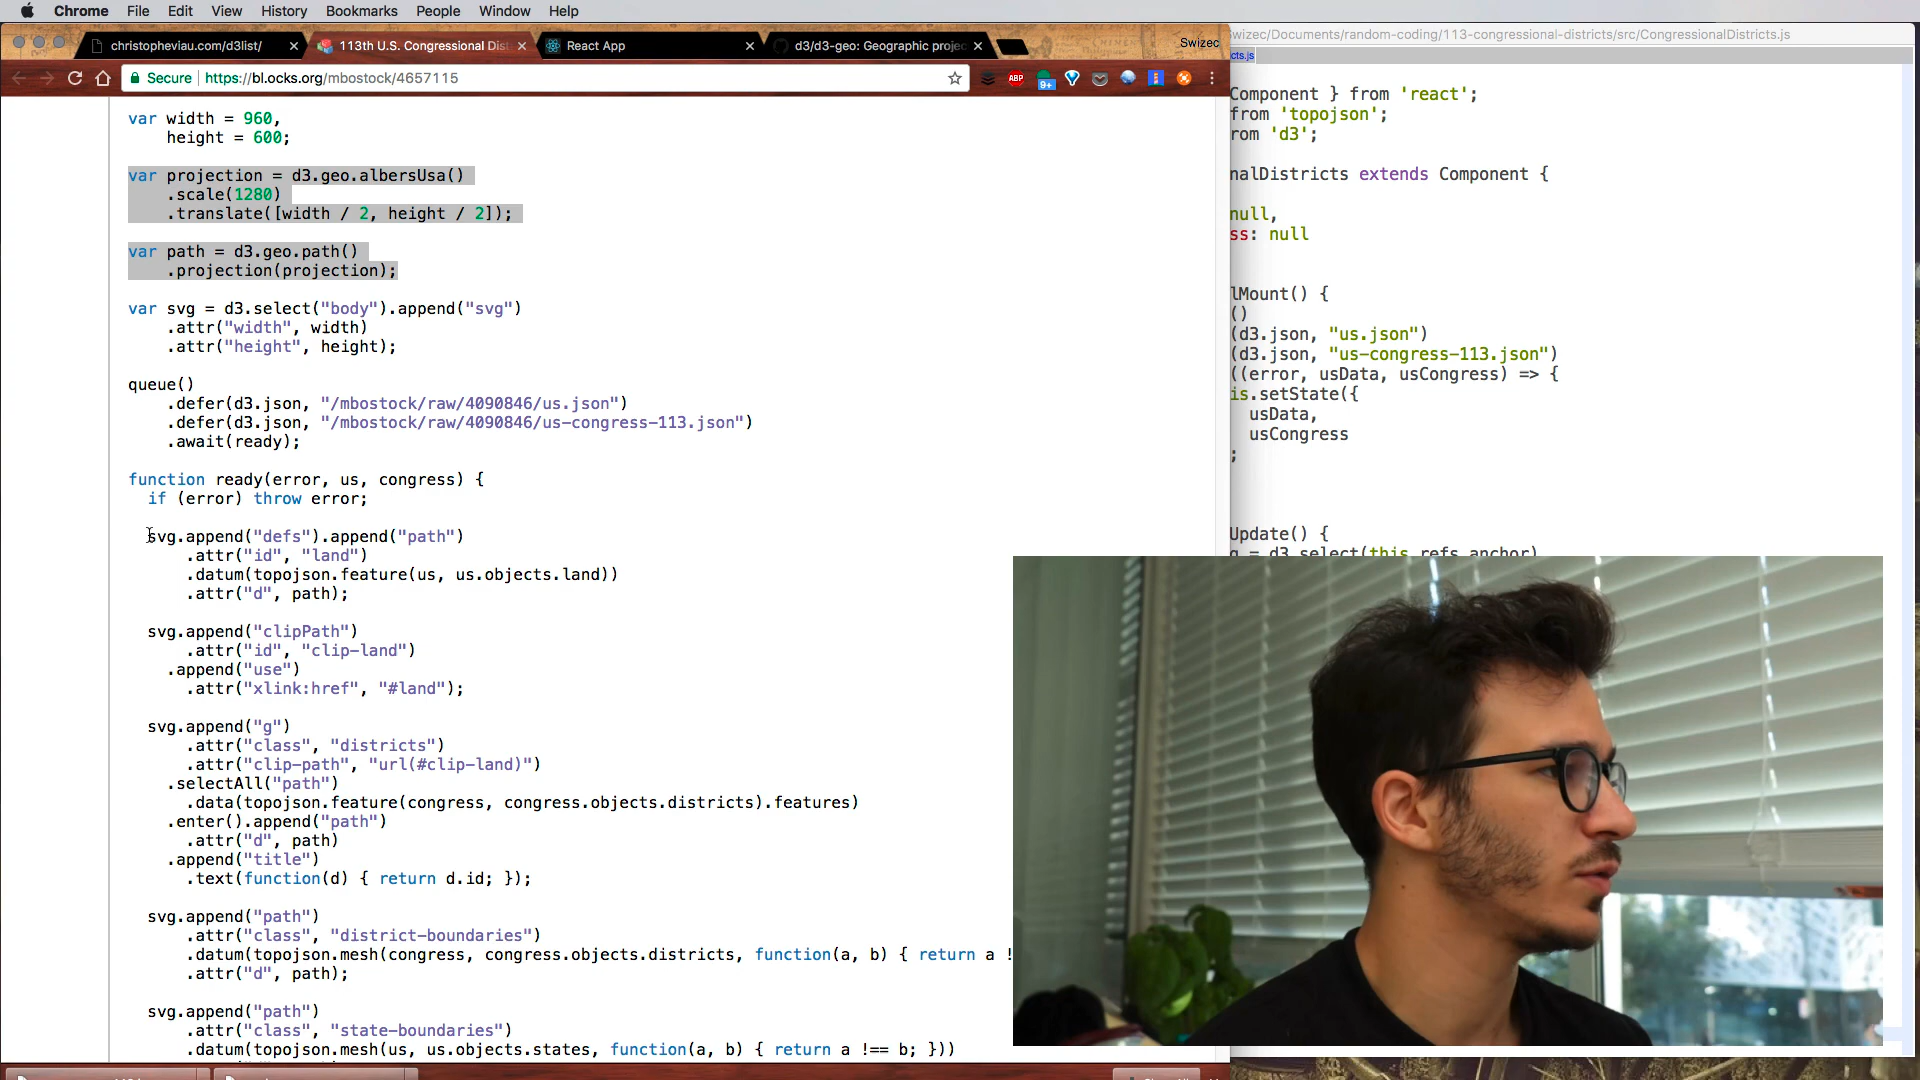 Chrome File Edit View History Bookmarks People Window Help
christopheviau.com/d3list/
113th U.S. Congressional Dis
React App
d3/d3-geo: Geographic projec
Swizec
Secure https://bl.ocks.org/mbostock/4657115
ABP
9+
var width = 960,
height = 600;
var projection = d3.geo.albersUsa()
.scale(1280)
.translate([width / 2, height / 2]);
var path = d3.geo.path()
.projection(projection);
var svg = d3.select("body").append("svg")
.attr("width", width)
.attr("height", height);
queue()
.defer(d3.json, "/mbostock/raw/4090846/us.json")
.defer(d3.json, "/mbostock/raw/4090846/us-congress-113.json")
.await(ready);
function ready(error, us, congress) {
if (error) throw error;
svg.append("defs").append("path")
.attr("id", "land")
.datum(topojson.feature(us, us.objects.land))
.attr("d", path);
svg.append("clipPath")
.attr("id", "clip-land")
.append("use")
.attr("xlink:href", "#land");
svg.append("g")
.attr("class", "districts")
.attr("clip-path", "url(#clip-land)")
.selectAll("path")
.data(topojson.feature(congress, congress.objects.districts).features)
.enter().append("path")
.attr("d", path)
.append("title")
.text(function(d) { return d.id; });
svg.append("path")
.attr("class", "district-boundaries")
.datum(topojson.mesh(congress, congress.objects.districts, function(a, b) { return a !
.attr("d", path);
svg.append("path")
.attr("class", "state-boundaries")
.datum(topojson.mesh(us, us.objects.states, function(a, b) { return a !== b; }))
swizec/Documents/random-coding/113-congressional-districts/src/CongressionalDistricts.js
cts.js
Component } from 'react';
from 'topojson';
rom 'd3';
nalDistricts extends Component {
null,
ss: null
lMount() {
()
(d3.json, "us.json")
(d3.json, "us-congress-113.json")
((error, usData, usCongress) => {
is.setState({
usData,
usCongress
;
Update() {
g = d3.select(this.refs.anchor)